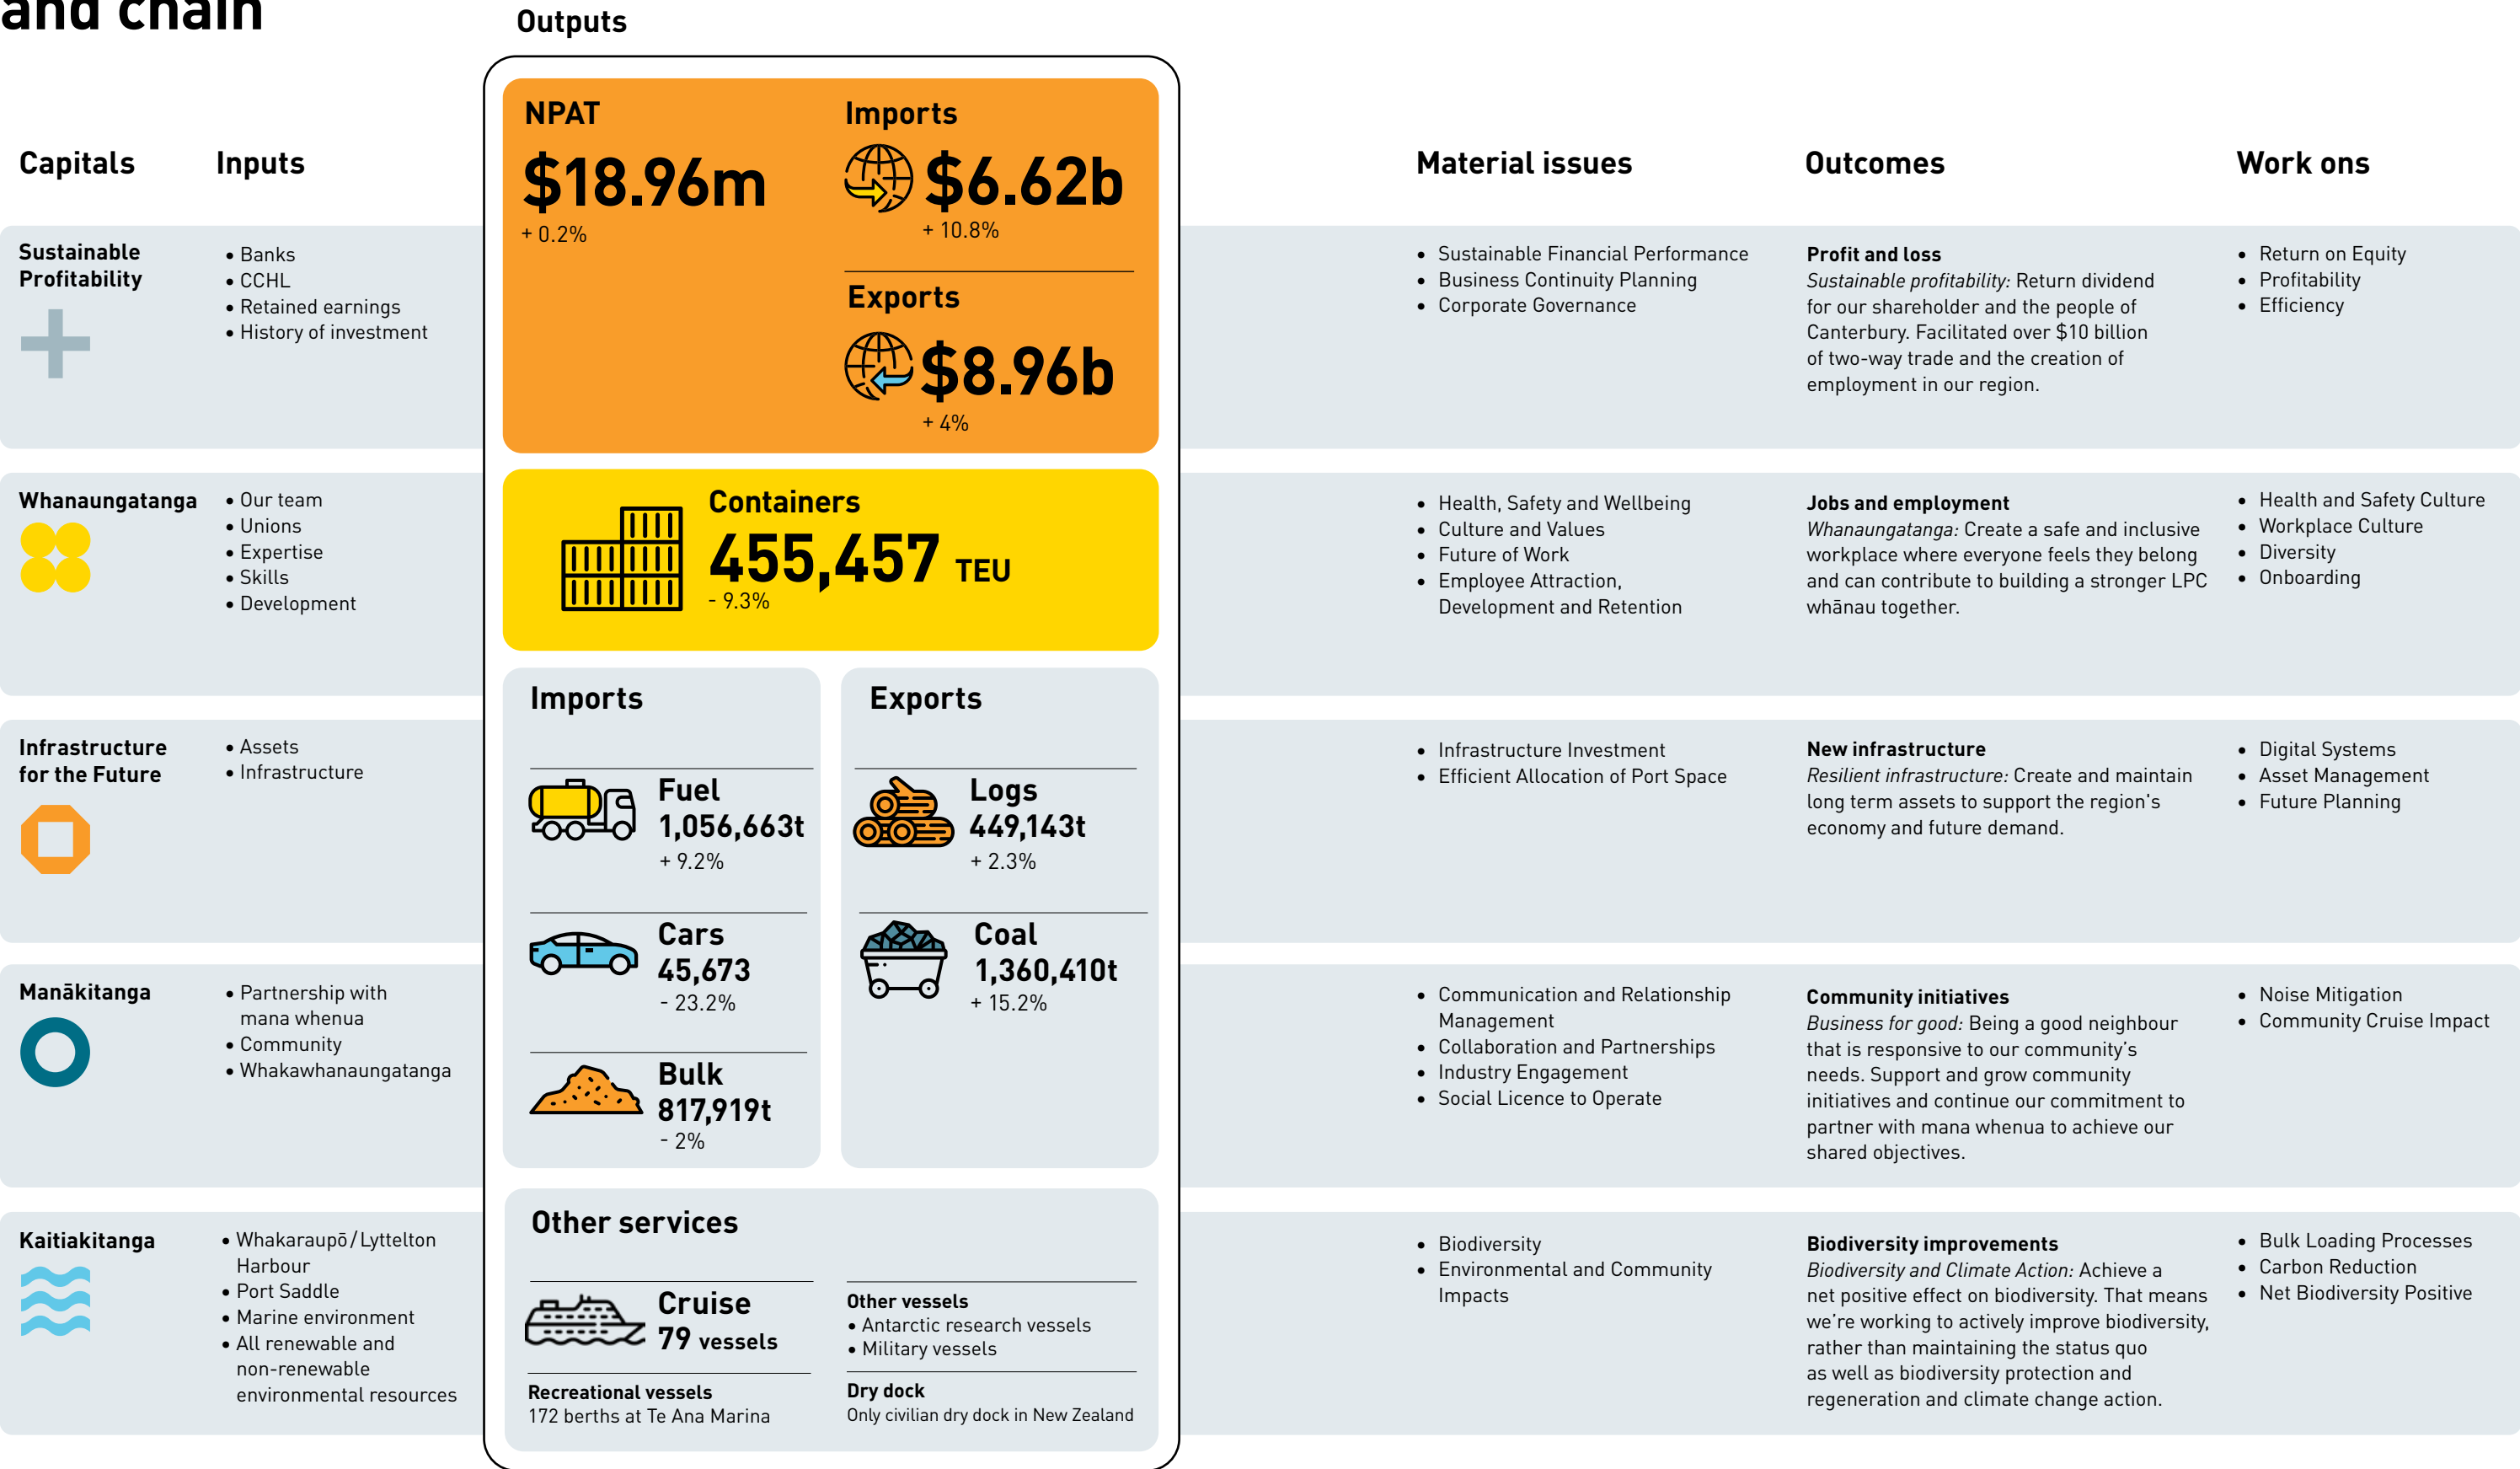 and chain
Outputs
Capitals
Inputs
Material issues
Outcomes
Work ons
NPAT
$18.96m
+ 0.2%
Imports
$6.62b
+ 10.8%
Exports
$8.96b
+ 4%
Containers
455,457 TEU
- 9.3%
Imports
Fuel
1,056,663t
+ 9.2%
Cars
45,673
- 23.2%
Bulk
817,919t
- 2%
Exports
Logs
449,143t
+ 2.3%
Coal
1,360,410t
+ 15.2%
Other services
Cruise
79 vessels
Recreational vessels
172 berths at Te Ana Marina
Other vessels
• Antarctic research vessels
• Military vessels
Dry dock
Only civilian dry dock in New Zealand
Sustainable
Profitability
• Banks
• CCHL
• Retained earnings
• History of investment
• Sustainable Financial Performance
• Business Continuity Planning
• Corporate Governance
Profit and loss
Sustainable profitability: Return dividend
for our shareholder and the people of
Canterbury. Facilitated over $10 billion
of two-way trade and the creation of
employment in our region.
• Return on Equity
• Profitability
• Efficiency
Whanaungatanga
• Our team
• Unions
• Expertise
• Skills
• Development
• Health, Safety and Wellbeing
• Culture and Values
• Future of Work
• Employee Attraction,
Development and Retention
Jobs and employment
Whanaungatanga: Create a safe and inclusive
workplace where everyone feels they belong
and can contribute to building a stronger LPC
whānau together.
• Health and Safety Culture
• Workplace Culture
• Diversity
• Onboarding
Infrastructure
for the Future
• Assets
• Infrastructure
• Infrastructure Investment
• Efficient Allocation of Port Space
New infrastructure
Resilient infrastructure: Create and maintain
long term assets to support the region's
economy and future demand.
• Digital Systems
• Asset Management
• Future Planning
Manākitanga
• Partnership with
mana whenua
• Community
• Whakawhanaungatanga
• Communication and Relationship
Management
• Collaboration and Partnerships
• Industry Engagement
• Social Licence to Operate
Community initiatives
Business for good: Being a good neighbour
that is responsive to our community’s
needs. Support and grow community
initiatives and continue our commitment to
partner with mana whenua to achieve our
shared objectives.
• Noise Mitigation
• Community Cruise Impact
Kaitiakitanga
• Whakaraupō/Lyttelton
Harbour
• Port Saddle
• Marine environment
• All renewable and
non-renewable
environmental resources
• Biodiversity
• Environmental and Community
Impacts
Biodiversity improvements
Biodiversity and Climate Action: Achieve a
net positive effect on biodiversity. That means
we’re working to actively improve biodiversity,
rather than maintaining the status quo
as well as biodiversity protection and
regeneration and climate change action.
• Bulk Loading Processes
• Carbon Reduction
• Net Biodiversity Positive